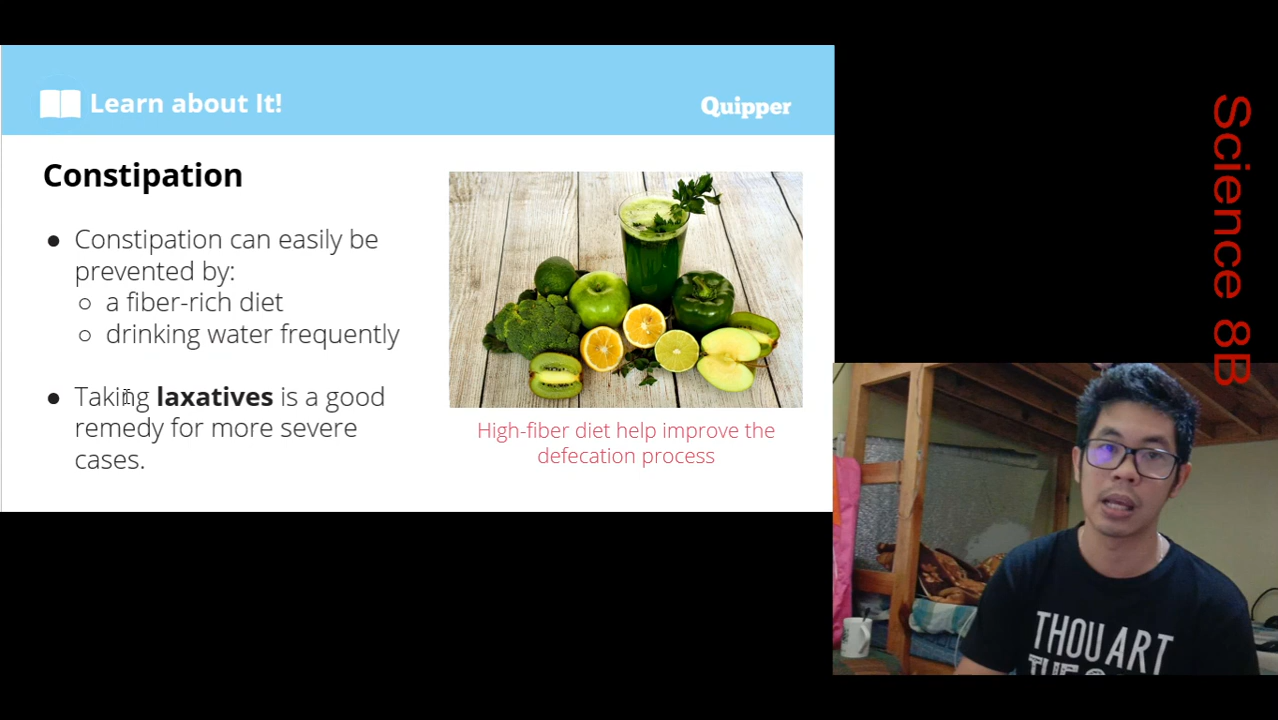 Learn about It!
Quipper
Constipation
● Constipation can easily be
prevented by:
○ a fiber-rich diet
○ drinking water frequently
● Taking laxatives is a good
remedy for more severe
cases.
High-fiber diet help improve the
defecation process
Science 8B
THOU ART